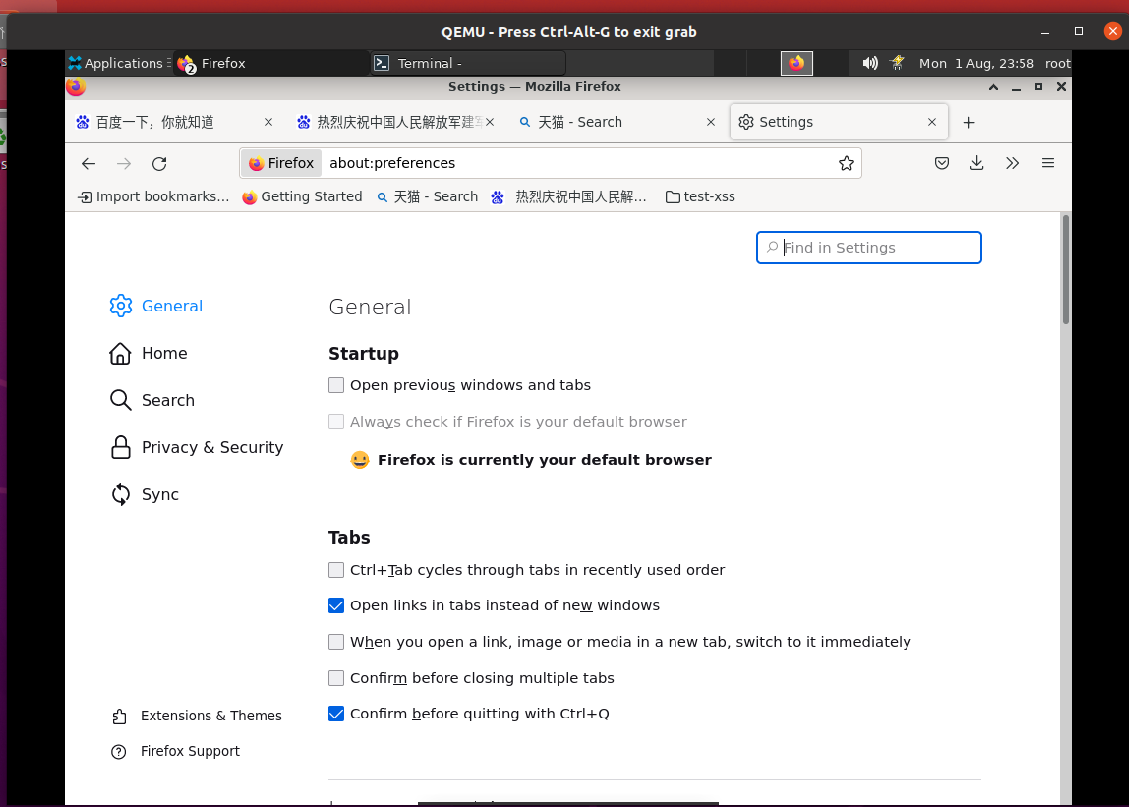 QEMU - Press Ctrl-Alt-G to exit grab
Applications Firefox Terminal - Mon 1 Aug, 23:58 root
2
Settings — Mozilla Firefox
百度一下，你就知道 热烈庆祝中国人民解放军建军 天猫 - Search Settings
Firefox about:preferences
Import bookmarks... Getting Started 天猫 - Search 热烈庆祝中国人民解... test-xss
Find in Settings
General
Home
Search
Privacy & Security
Sync
Extensions & Themes
Firefox Support
General
Startup
Open previous windows and tabs
Always check if Firefox is your default browser
Firefox is currently your default browser
Tabs
Ctrl+Tab cycles through tabs in recently used order
Open links in tabs instead of new windows
When you open a link, image or media in a new tab, switch to it immediately
Confirm before closing multiple tabs
Confirm before quitting with Ctrl+Q